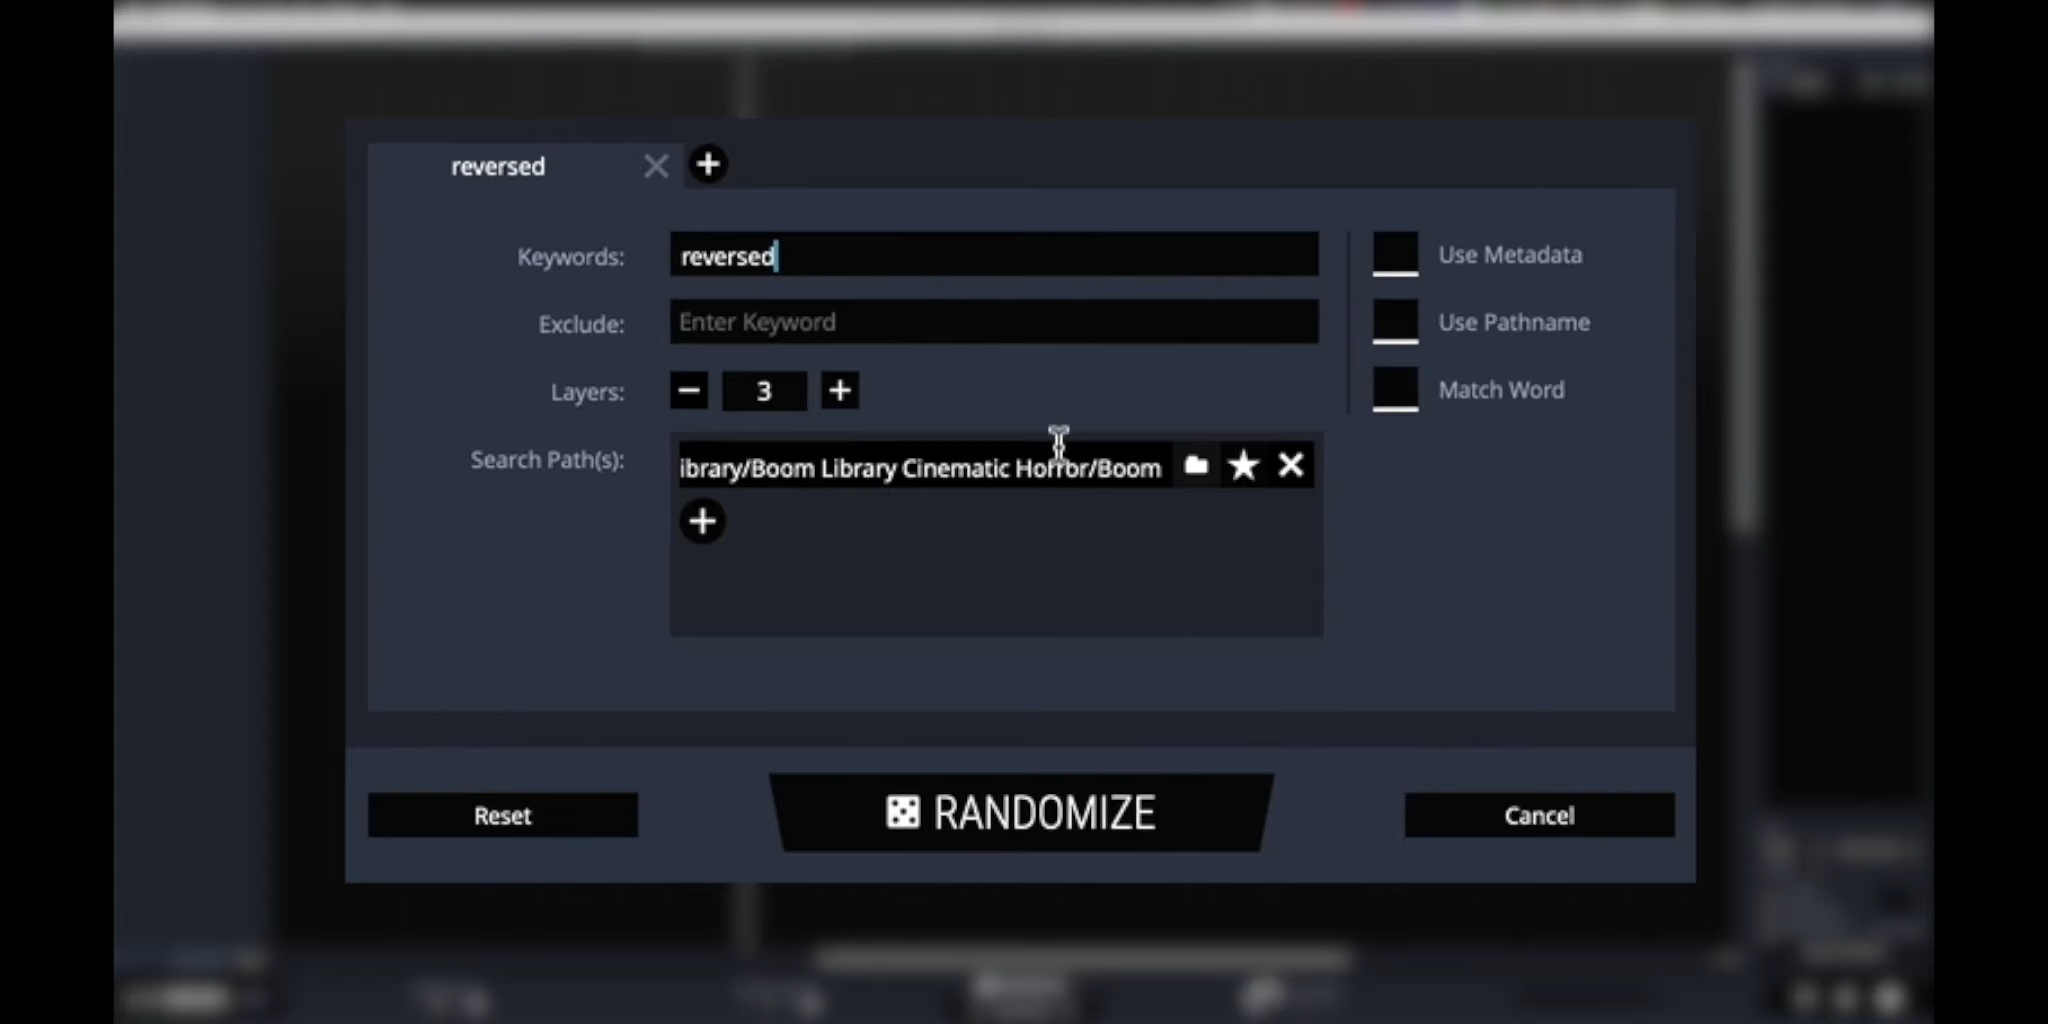 reversed
Keywords: reversed
Use Metadata
Exclude: Enter Keyword
Use Pathname
Layers: 3
Match Word
Search Path(s): ibrary/Boom Library Cinematic Horror/Boom
Reset
RANDOMIZE
Cancel